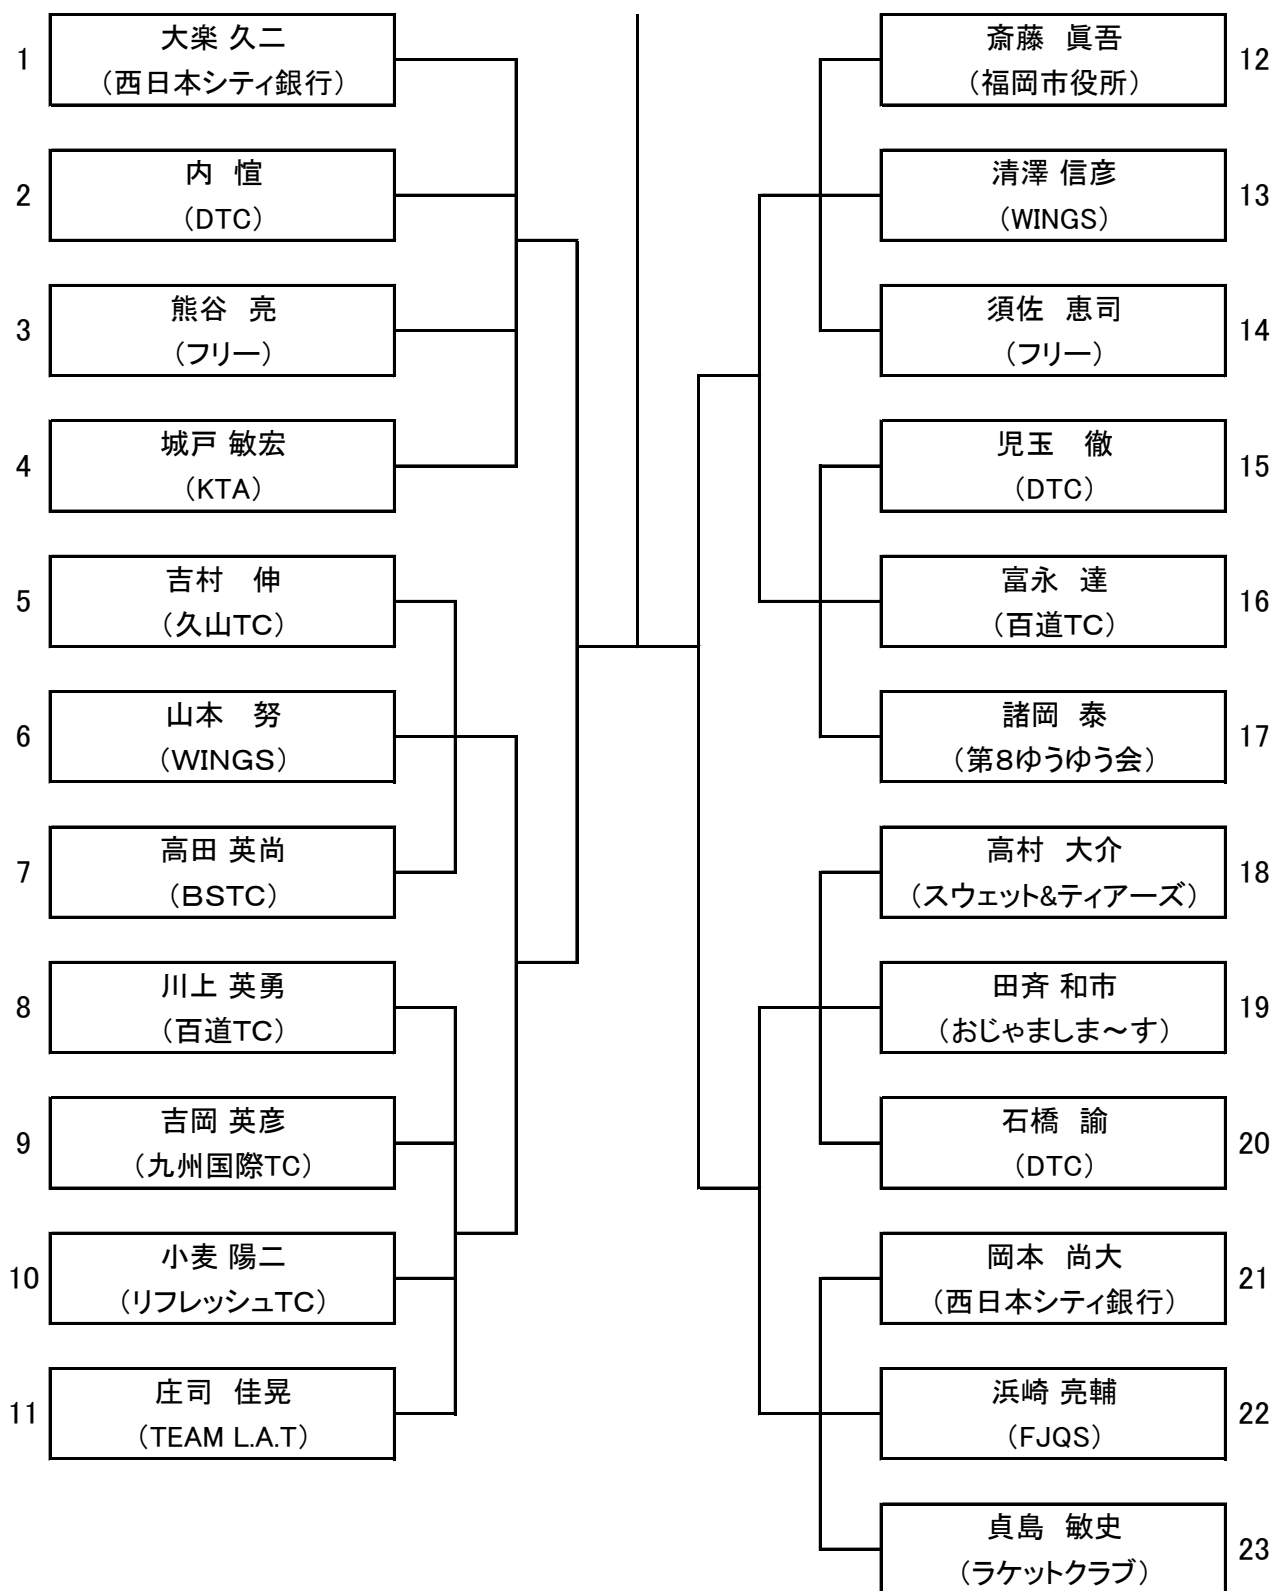 1
大楽 久二
（西日本シティ銀行）
2
内　愃
（DTC）
3
熊谷　亮
（フリー）
4
城戸 敏宏
（KTA）
5
吉村　伸
（久山TC）
6
山本　努
（WINGS）
7
高田 英尚
（BSTC）
8
川上 英勇
（百道TC）
9
吉岡 英彦
（九州国際TC）
10
小麦 陽二
（リフレッシュTC）
11
庄司　佳晃
（TEAM L.A.T）
斎藤　眞吾
（福岡市役所）
12
清澤 信彦
（WINGS）
13
須佐　恵司
（フリー）
14
児玉　徹
（DTC）
15
富永　達
（百道TC）
16
諸岡　泰
（第8ゆうゆう会）
17
高村　大介
（スウェット&ティアーズ）
18
田斉 和市
（おじゃましま～す）
19
石橋　諭
（DTC）
20
岡本　尚大
（西日本シティ銀行）
21
浜崎 亮輔
（FJQS）
22
貞島　敏史
（ラケットクラブ）
23